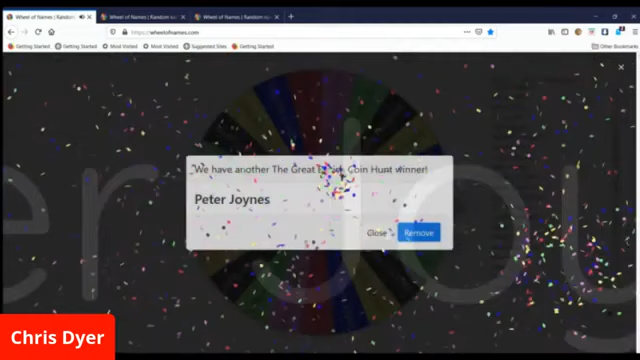 Wheel of Names | Random
Wheel of Names | Random
Wheel of Names | Random
https://wheelofnames.com
Getting Started Getting Started Most Visited Most Visited Suggested Sites Getting Started Other Bookmarks
We have another The Great Coin Hunt winner!
Peter Joynes
Close Remove
er Joy
Chris Dyer